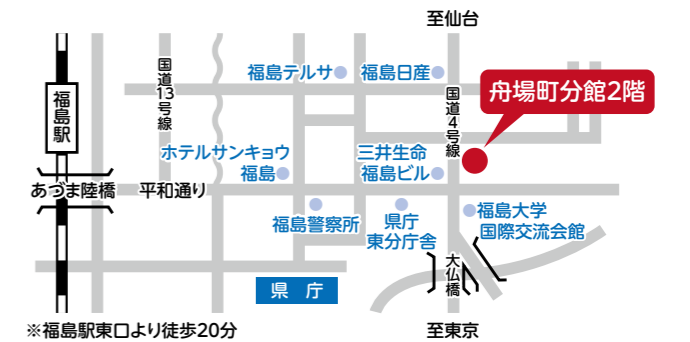 至仙台
国道13号線
福島テルサ
福島日産
国道4号線
舟場町分館2階
福島駅
ホテルサンキョウ
福島
三井生命
福島ビル
あづま陸橋
平和通り
福島警察所
県庁
東分庁舎
福島大学
国際交流会館
大仏橋
県 庁
※福島駅東口より徒歩20分
至東京